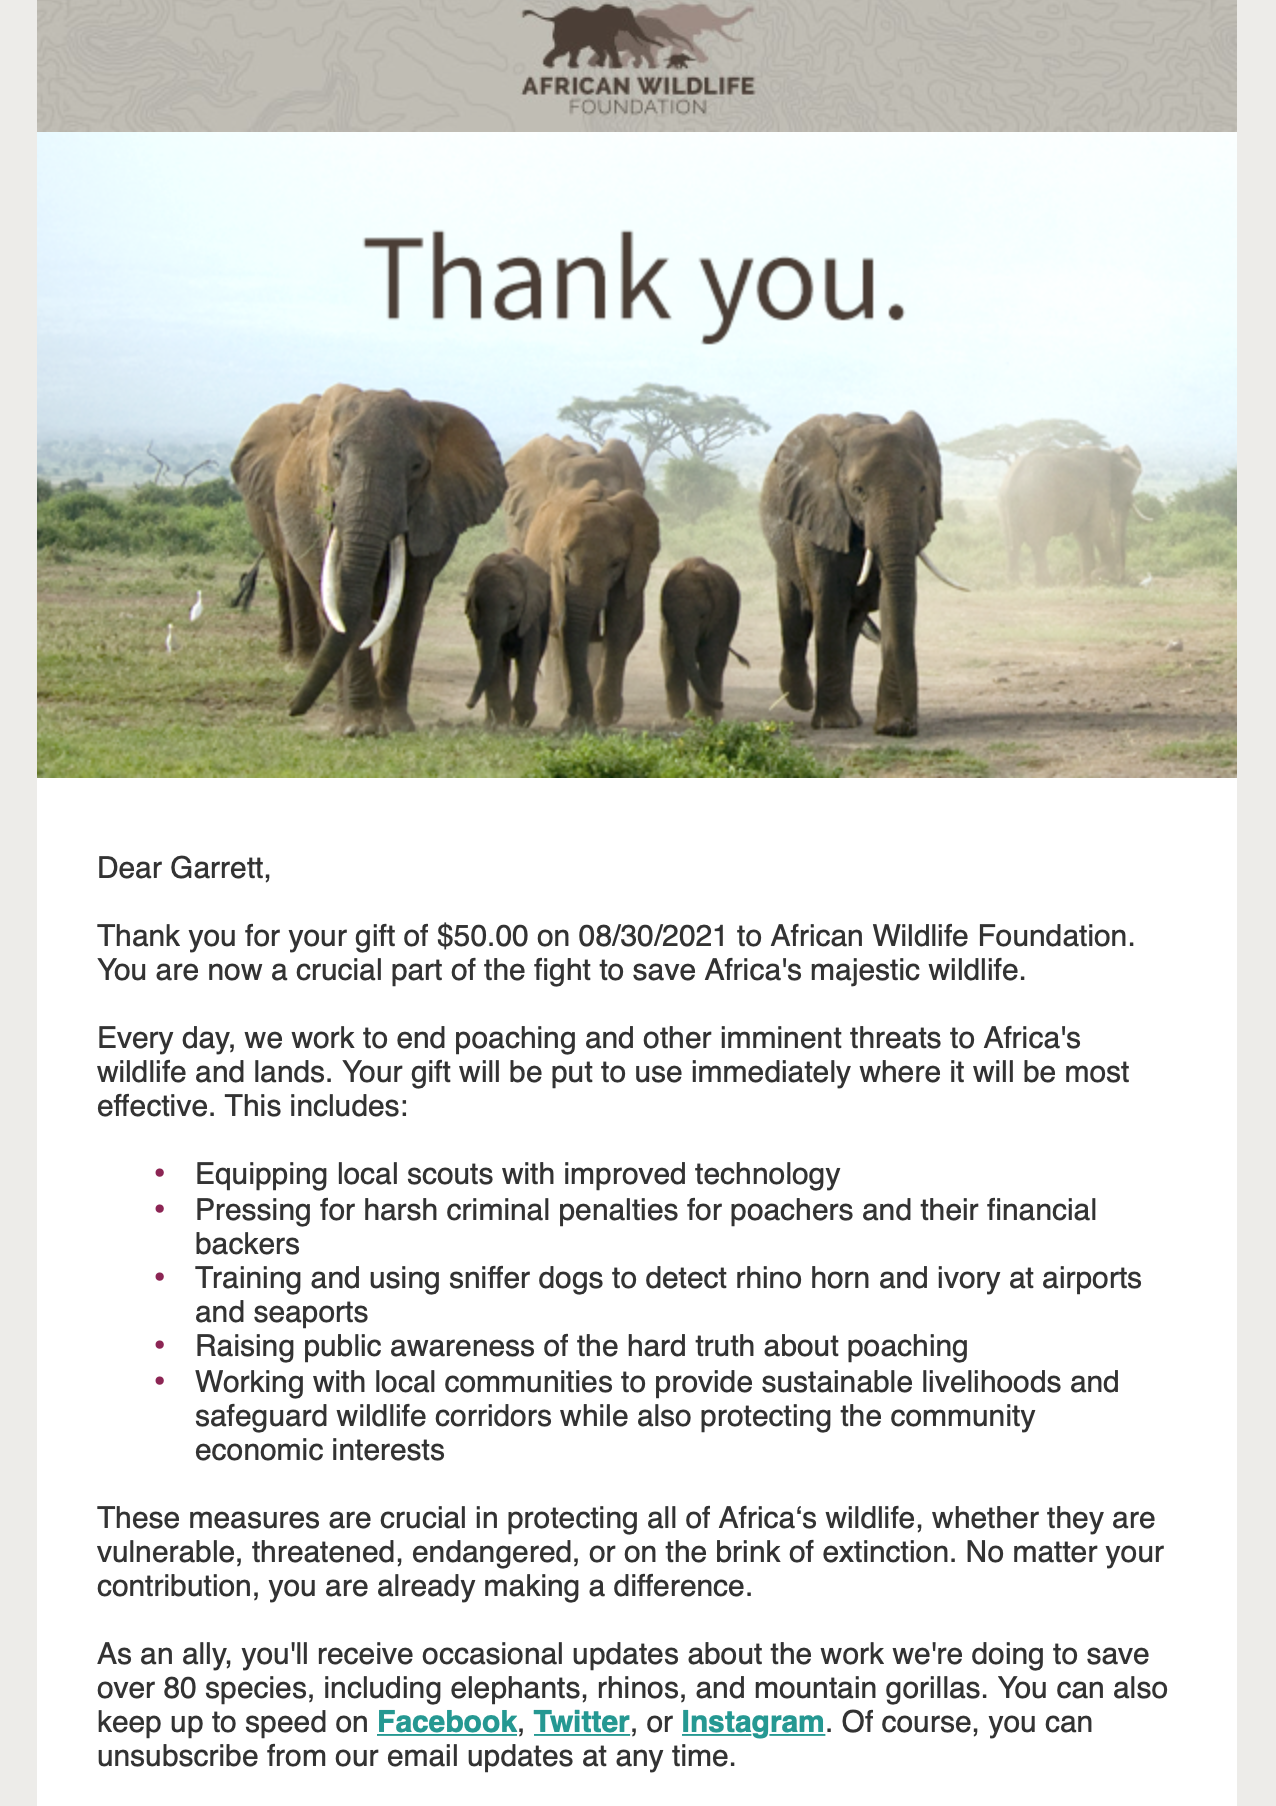 AFRICAN WILDLIFE
FOUNDATION
Thank you.
Dear Garrett,
Thank you for your gift of $50.00 on 08/30/2021 to African Wildlife Foundation.
You are now a crucial part of the fight to save Africa's majestic wildlife.
Every day, we work to end poaching and other imminent threats to Africa's
wildlife and lands. Your gift will be put to use immediately where it will be most
effective. This includes:
• Equipping local scouts with improved technology
• Pressing for harsh criminal penalties for poachers and their financial
backers
• Training and using sniffer dogs to detect rhino horn and ivory at airports
and seaports
• Raising public awareness of the hard truth about poaching
• Working with local communities to provide sustainable livelihoods and
safeguard wildlife corridors while also protecting the community
economic interests
These measures are crucial in protecting all of Africa‘s wildlife, whether they are
vulnerable, threatened, endangered, or on the brink of extinction. No matter your
contribution, you are already making a difference.
As an ally, you'll receive occasional updates about the work we're doing to save
over 80 species, including elephants, rhinos, and mountain gorillas. You can also
keep up to speed on Facebook, Twitter, or Instagram. Of course, you can
unsubscribe from our email updates at any time.